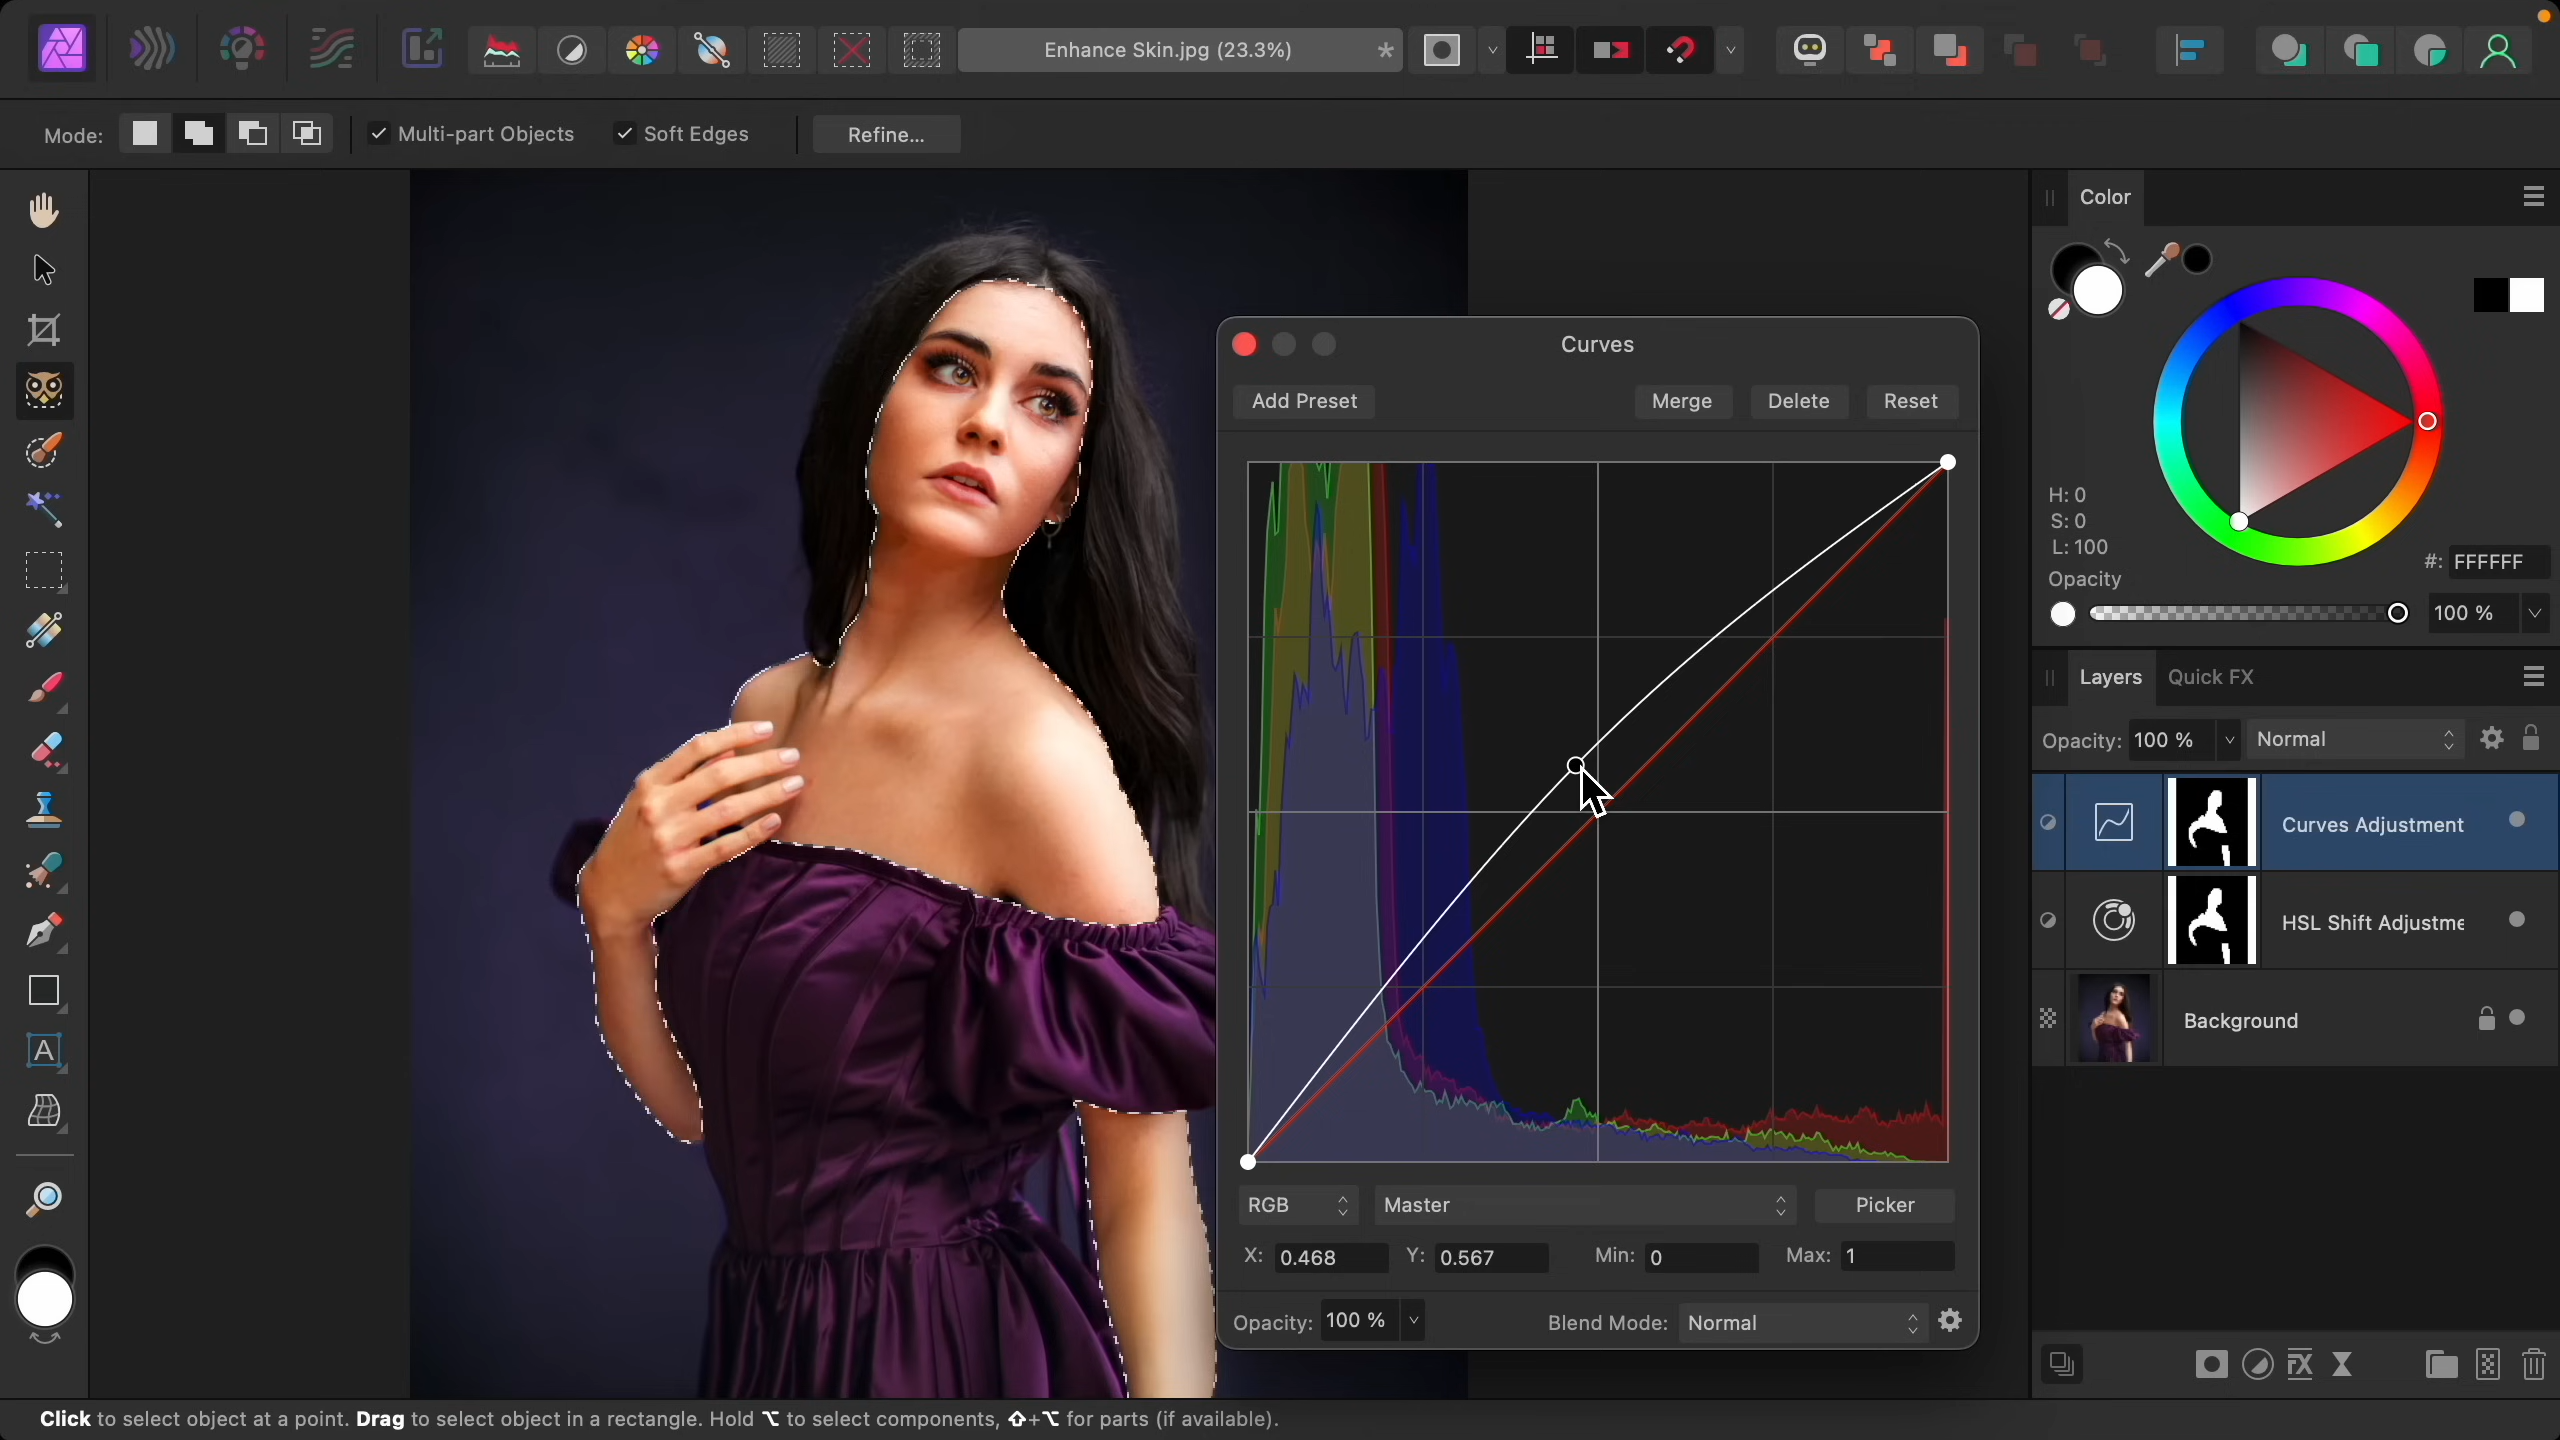 Enhance Skin.jpg (23.3%)
*
Mode:
Multi-part Objects
Soft Edges
Refine...
Color
H: 0
S: 0
L: 100
#: FFFFFF
Opacity
100 %
Curves
Add Preset
Merge
Delete
Reset
RGB
Master
Picker
X: 0.468
Y: 0.567
Min: 0
Max: 1
Opacity: 100 %
Blend Mode: Normal
Layers
Quick FX
Opacity: 100 %
Normal
Curves Adjustment
HSL Shift Adjustme
Background
A
FX
Click to select object at a point. Drag to select object in a rectangle. Hold ⌥ to select components, ⇧+⌥ for parts (if available).